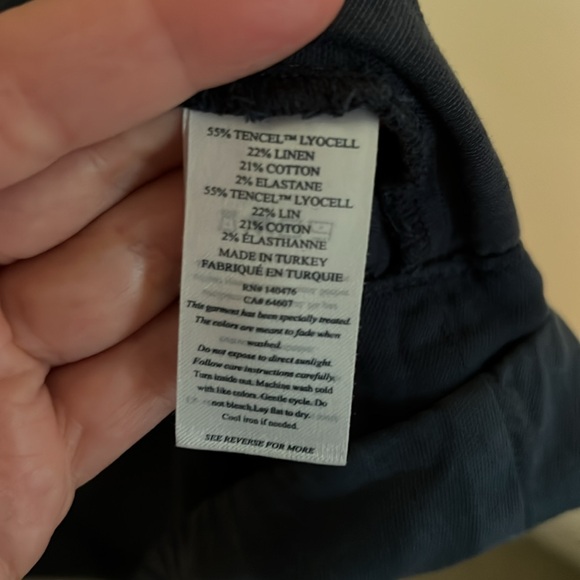 55% TENCEL™ LYOCELL
22% LINEN
21% COTTON
2% ELASTANE
55% TENCEL™ LYOCELL
22% LIN
21% COTON
2% ÉLASTHANNE
MADE IN TURKEY
FABRIQUÉ EN TURQUIE
RN# 140476
CA# 64607
This garment has been specially treated.
The colors are meant to fade when
washed.
Do not expose to direct sunlight.
Follow care instructions carefully.
Turn inside out. Machine wash cold
with like colors. Gentle cycle. Do
not bleach.Lay flat to dry.
Cool iron if needed.
SEE REVERSE FOR MORE